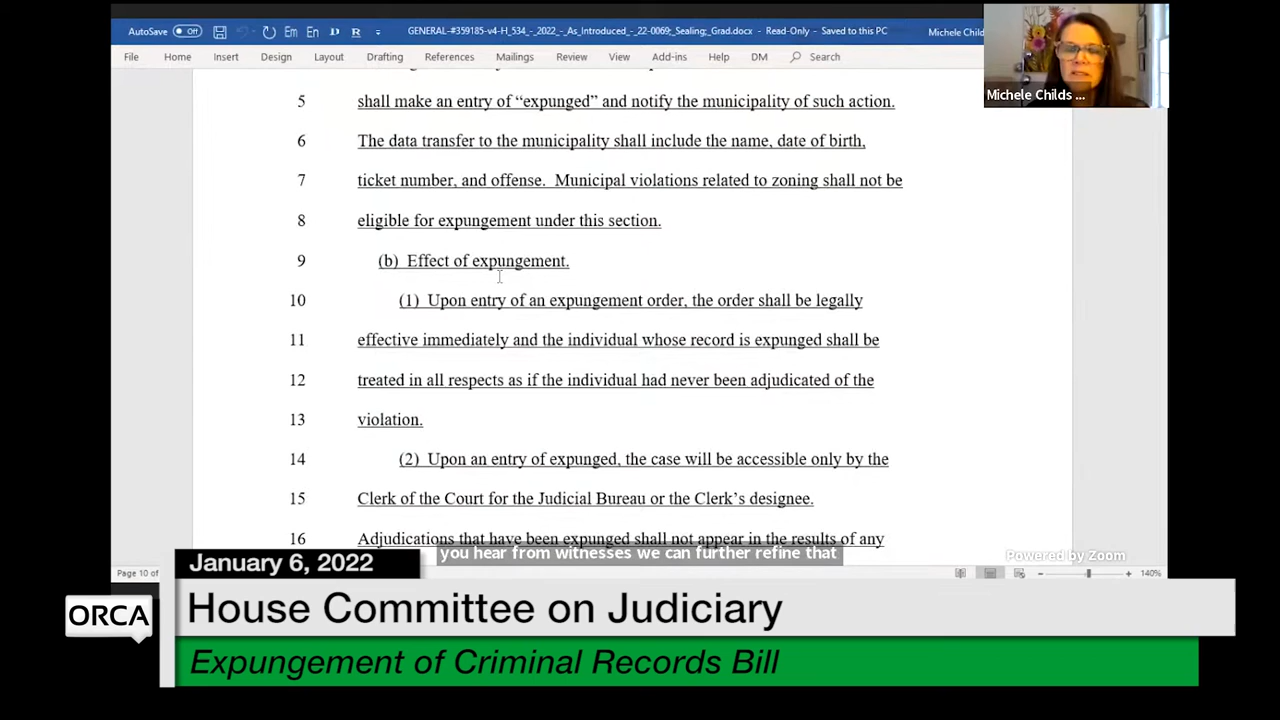 AutoSave Off
GENERAL-#359185-v4-H_534_-_2022_-_As_Introduced_-_22-0069;_Sealing;_Grad.docx - Read-Only - Saved to this PC
Michele Child
File Home Insert Design Layout Drafting References Mailings Review View Add-ins Help DM Search
Michele Childs ...
5 shall make an entry of “expunged” and notify the municipality of such action.
6 The data transfer to the municipality shall include the name, date of birth,
7 ticket number, and offense. Municipal violations related to zoning shall not be
8 eligible for expungement under this section.
9 (b) Effect of expungement.
10 (1) Upon entry of an expungement order, the order shall be legally
11 effective immediately and the individual whose record is expunged shall be
12 treated in all respects as if the individual had never been adjudicated of the
13 violation.
14 (2) Upon an entry of expunged, the case will be accessible only by the
15 Clerk of the Court for the Judicial Bureau or the Clerk’s designee.
16 Adjudications that have been expunged shall not appear in the results of any
you hear from witnesses we can further refine that
Powered by Zoom
Page 10 of
140%
January 6, 2022
ORCA
House Committee on Judiciary
Expungement of Criminal Records Bill